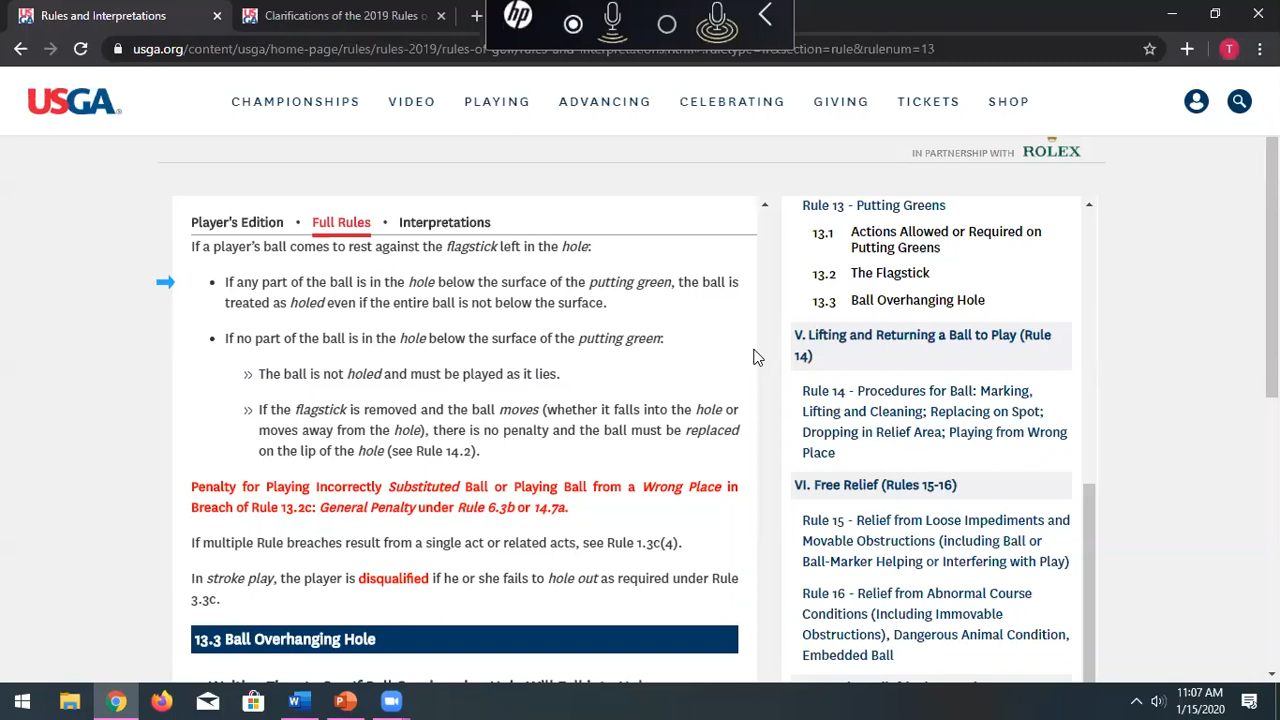 Rules and Interpretations
Clarifications of the 2019 Rules o
hp
usga.org/content/usga/home-page/rules/rules-2019/rules-of-golf/rules-and-interpretations.html
section=rule&rulenum=13
T
USGA
CHAMPIONSHIPS VIDEO PLAYING ADVANCING CELEBRATING GIVING TICKETS SHOP
IN PARTNERSHIP WITH ROLEX
Player's Edition • Full Rules • Interpretations
If a player's ball comes to rest against the flagstick left in the hole:
• If any part of the ball is in the hole below the surface of the putting green, the ball is
treated as holed even if the entire ball is not below the surface.
• If no part of the ball is in the hole below the surface of the putting green:
» The ball is not holed and must be played as it lies.
» If the flagstick is removed and the ball moves (whether it falls into the hole or
moves away from the hole), there is no penalty and the ball must be replaced
on the lip of the hole (see Rule 14.2).
Penalty for Playing Incorrectly Substituted Ball or Playing Ball from a Wrong Place in
Breach of Rule 13.2c: General Penalty under Rule 6.3b or 14.7a.
If multiple Rule breaches result from a single act or related acts, see Rule 1.3c(4).
In stroke play, the player is disqualified if he or she fails to hole out as required under Rule
3.3c.
13.3 Ball Overhanging Hole
Rule 13 - Putting Greens
13.1 Actions Allowed or Required on
Putting Greens
13.2 The Flagstick
13.3 Ball Overhanging Hole
V. Lifting and Returning a Ball to Play (Rule
14)
Rule 14 - Procedures for Ball: Marking,
Lifting and Cleaning; Replacing on Spot;
Dropping in Relief Area; Playing from Wrong
Place
VI. Free Relief (Rules 15-16)
Rule 15 - Relief from Loose Impediments and
Movable Obstructions (including Ball or
Ball-Marker Helping or Interfering with Play)
Rule 16 - Relief from Abnormal Course
Conditions (Including Immovable
Obstructions), Dangerous Animal Condition,
Embedded Ball
11:07 AM
1/15/2020